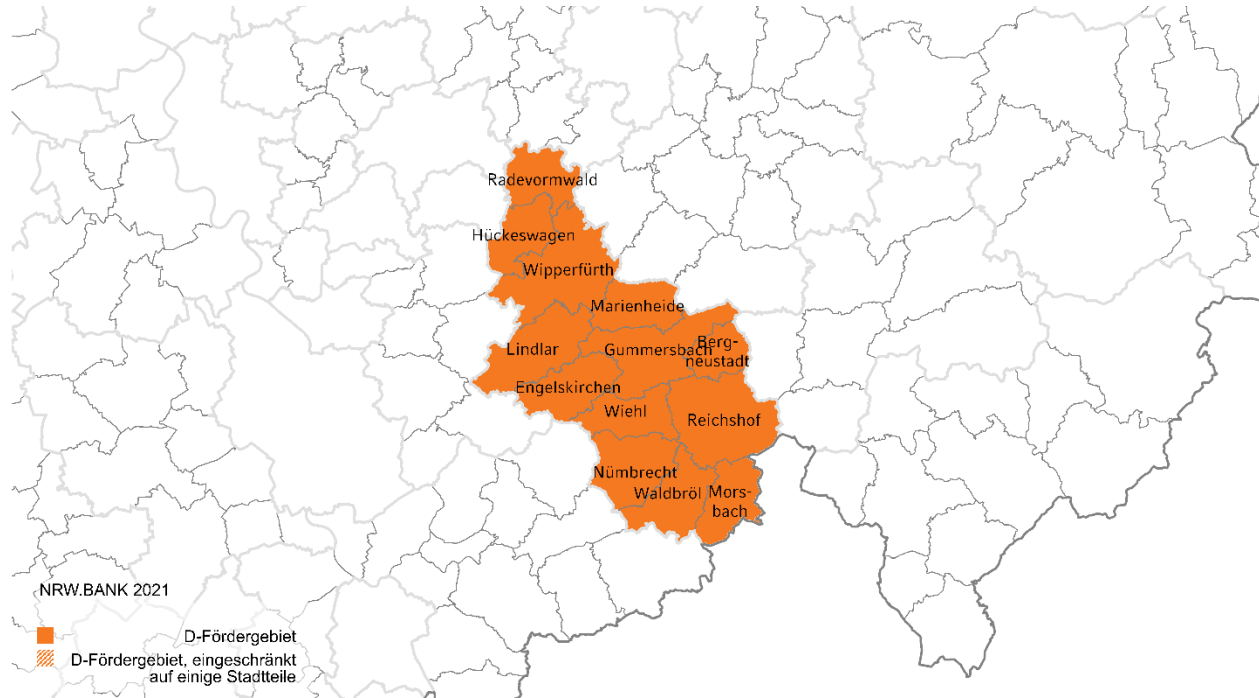 Radevormwald
Hückeswagen
Wipperfürth
Marienheide
Lindlar
Gummersbach
Berg-
neustadt
Engelskirchen
Wiehl
Reichshof
Nümbrecht
Waldbröl
Mors-
bach
NRW.BANK 2021
D-Fördergebiet
D-Fördergebiet, eingeschränkt
auf einige Stadtteile